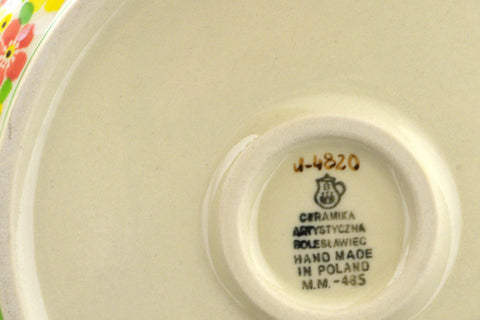 U-4820
CERAMIKA
ARTYSTYCZNA
BOLESŁAWIEC
HAND MADE
IN POLAND
M.M.-485